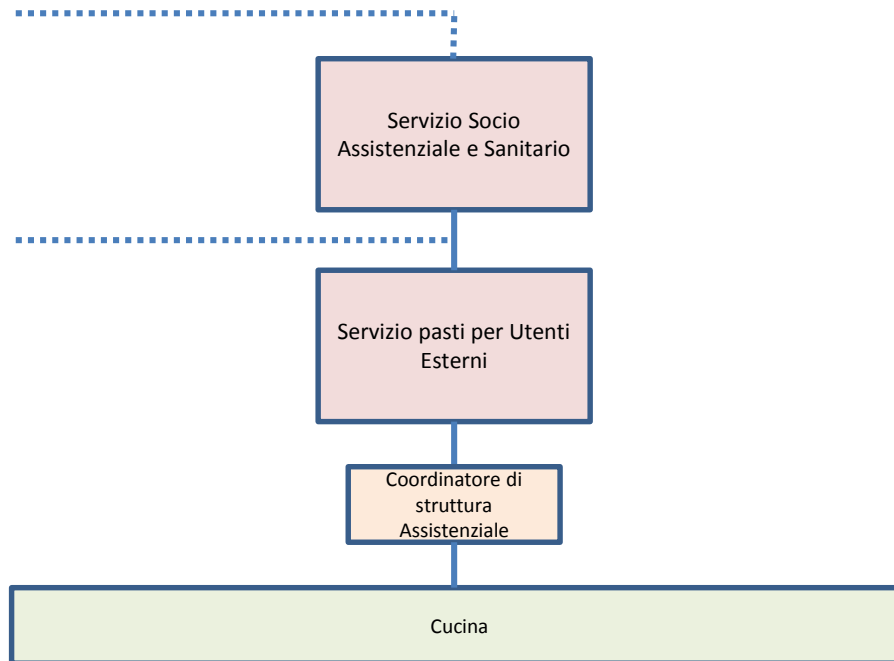 Servizio Socio
Assistenziale e Sanitario
Servizio pasti per Utenti
Esterni
Coordinatore di
struttura
Assistenziale
Cucina